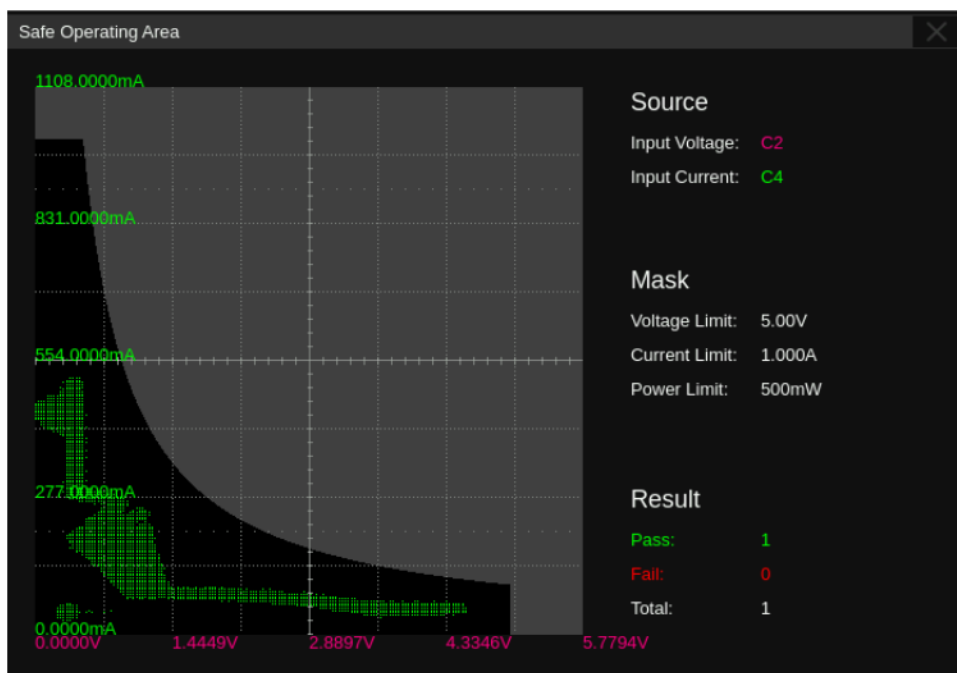 Safe Operating Area
1108.0000mA
831.0000mA
554.0000mA
277.0000mA
0.0000mA
0.0000V 1.4449V 2.8897V 4.3346V 5.7794V
Source
Input Voltage: C2
Input Current: C4
Mask
Voltage Limit: 5.00V
Current Limit: 1.000A
Power Limit: 500mW
Result
Pass: 1
Fail: 0
Total: 1